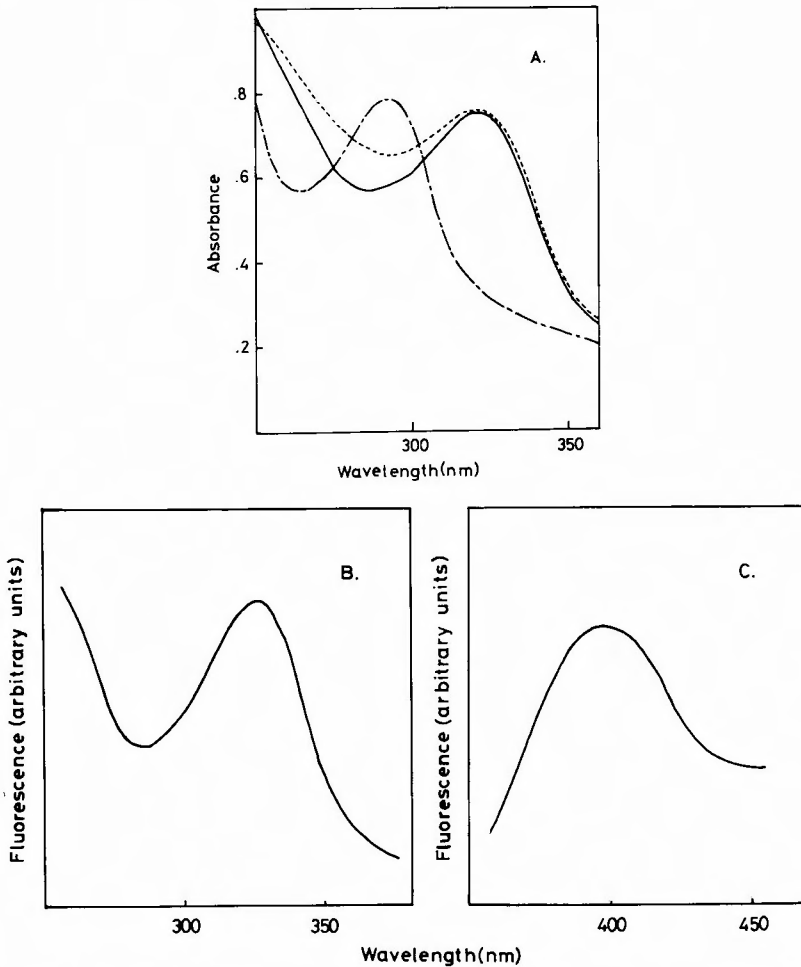 A.
.8
.6
.4
.2
Absorbance
300
350
Wavelength(nm)
B.
C.
Fluorescence (arbitrary units)
Fluorescence (arbitrary units)
300
350
400
450
Wavelength(nm)